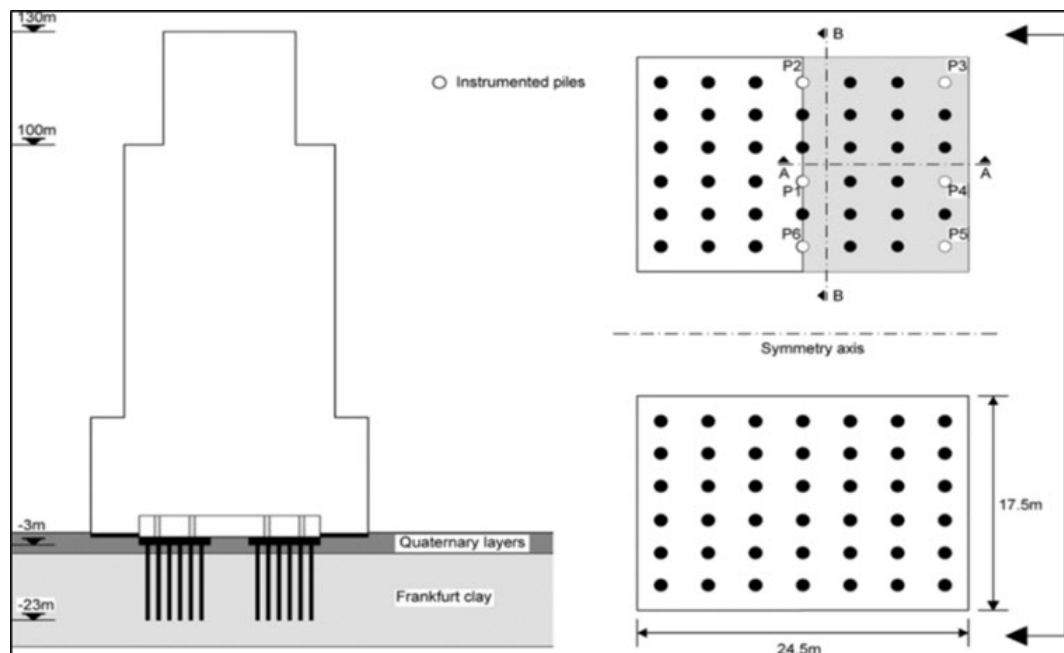 130m
100m
-3m
-23m
Quaternary layers
Frankfurt clay
Instrumented piles
B
P2
P3
A
A
P1
P4
P6
P5
B
Symmetry axis
17.5m
24.5m